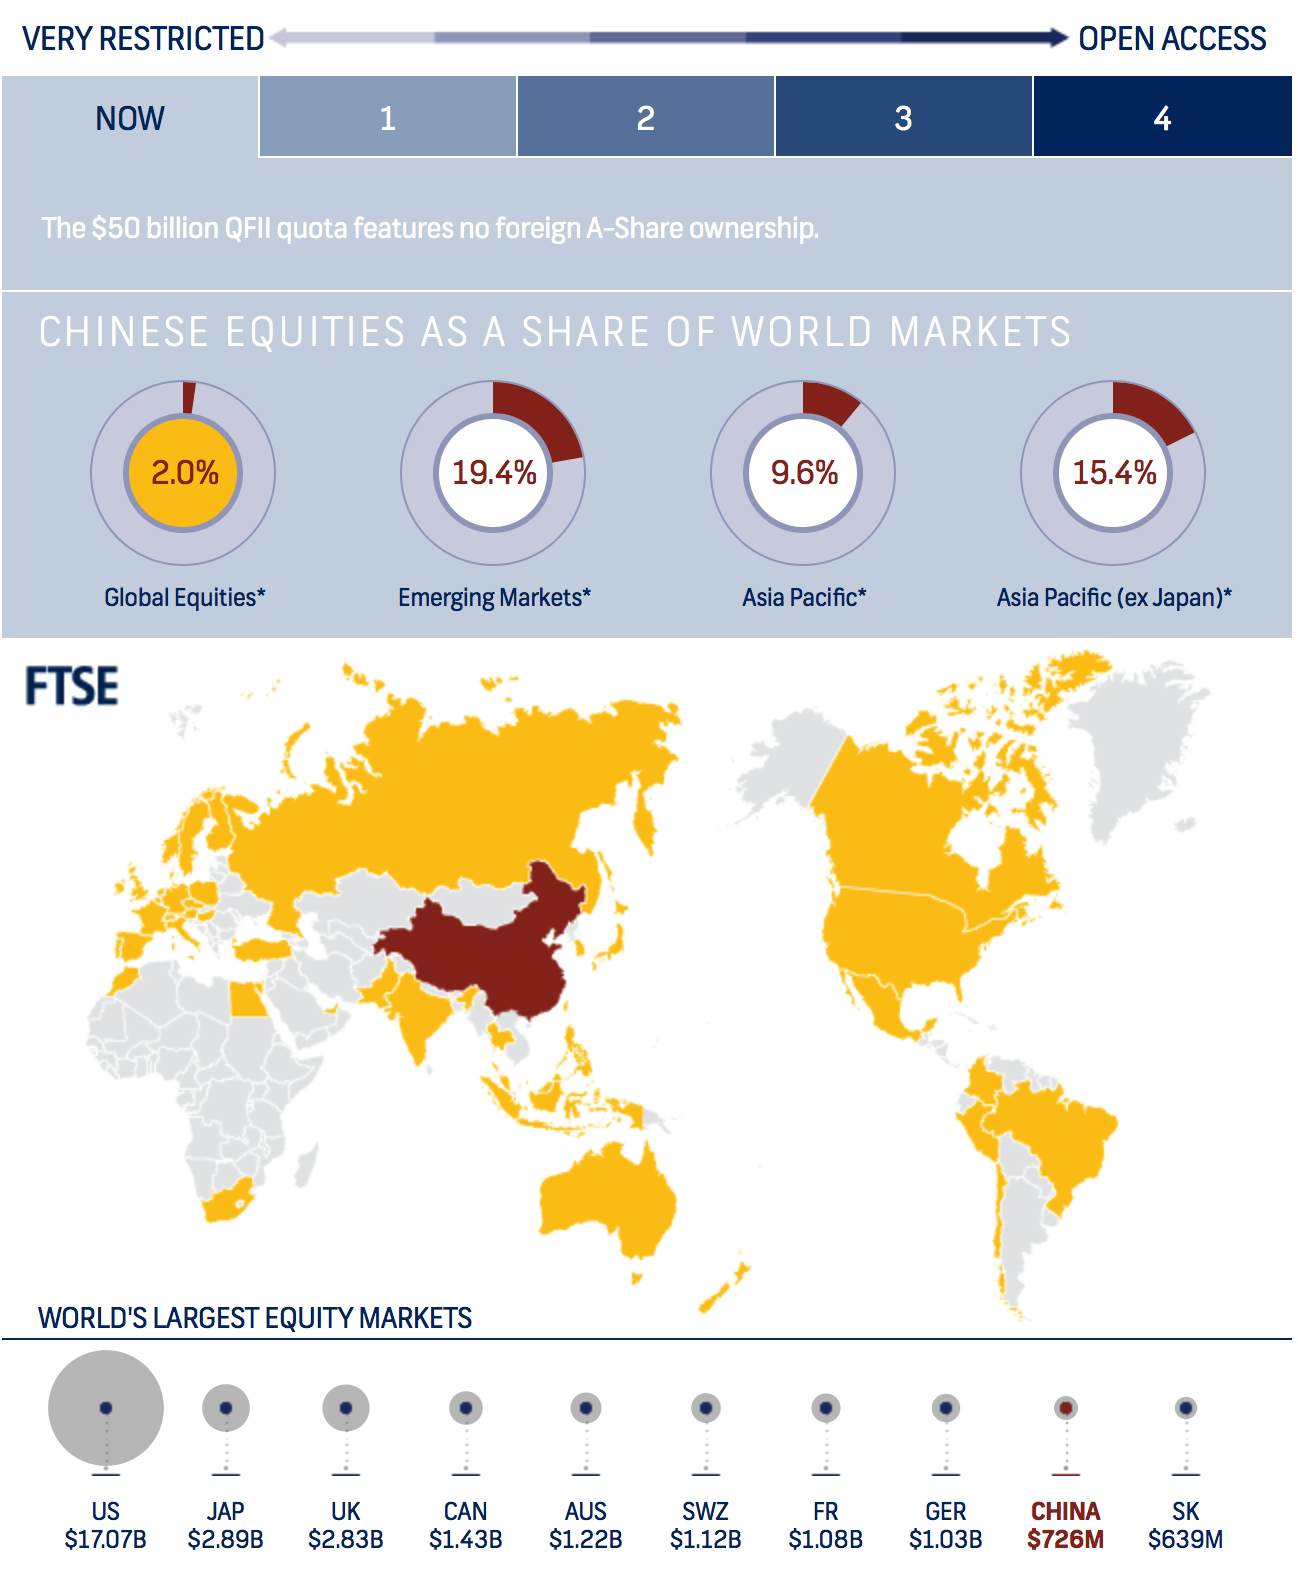 VERY RESTRICTED OPEN ACCESS
NOW 1 2 3 4
The $50 billion QFII quota features no foreign A-Share ownership.
CHINESE EQUITIES AS A SHARE OF WORLD MARKETS
2.0% 19.4% 9.6% 15.4%
Global Equities* Emerging Markets* Asia Pacific* Asia Pacific (ex Japan)*
FTSE
WORLD'S LARGEST EQUITY MARKETS
US JAP UK CAN AUS SWZ FR GER CHINA SK
$17.07B $2.89B $2.83B $1.43B $1.22B $1.12B $1.08B $1.03B $726M $639M